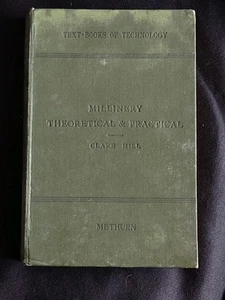 TEXT-BOOKS OF TECHNOLOGY
MILLINERY
THEORETICAL & PRACTICAL
CLARE HILL
METHUEN